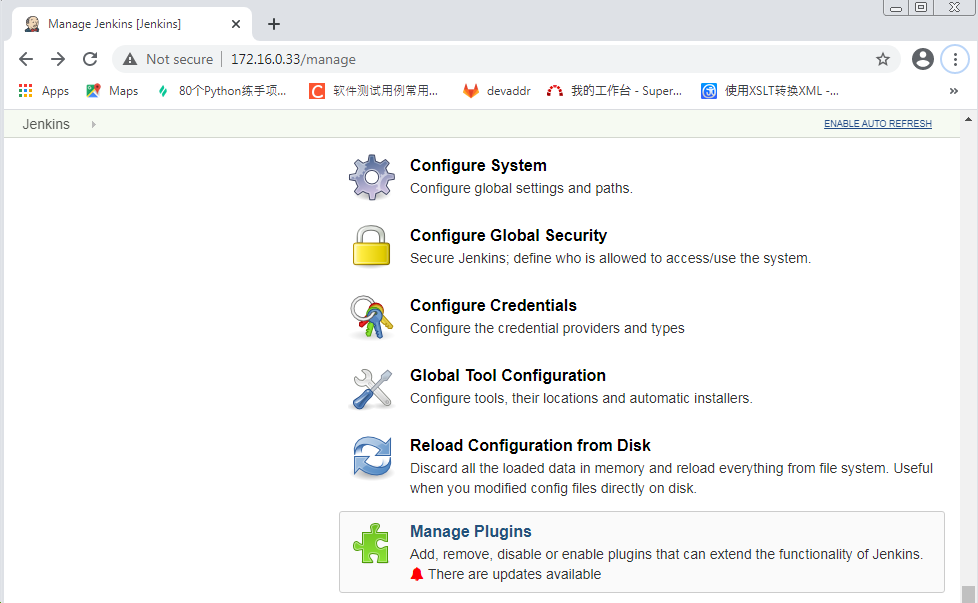 Manage Jenkins [Jenkins]
Not secure 172.16.0.33/manage
Apps Maps 80个Python练手项... 软件测试用例常用... devaddr 我的工作台 - Super... 使用XSLT转换XML -... »
Jenkins ENABLE AUTO REFRESH
Configure System
Configure global settings and paths.
Configure Global Security
Secure Jenkins; define who is allowed to access/use the system.
Configure Credentials
Configure the credential providers and types
Global Tool Configuration
Configure tools, their locations and automatic installers.
Reload Configuration from Disk
Discard all the loaded data in memory and reload everything from file system. Useful
when you modified config files directly on disk.
Manage Plugins
Add, remove, disable or enable plugins that can extend the functionality of Jenkins.
There are updates available